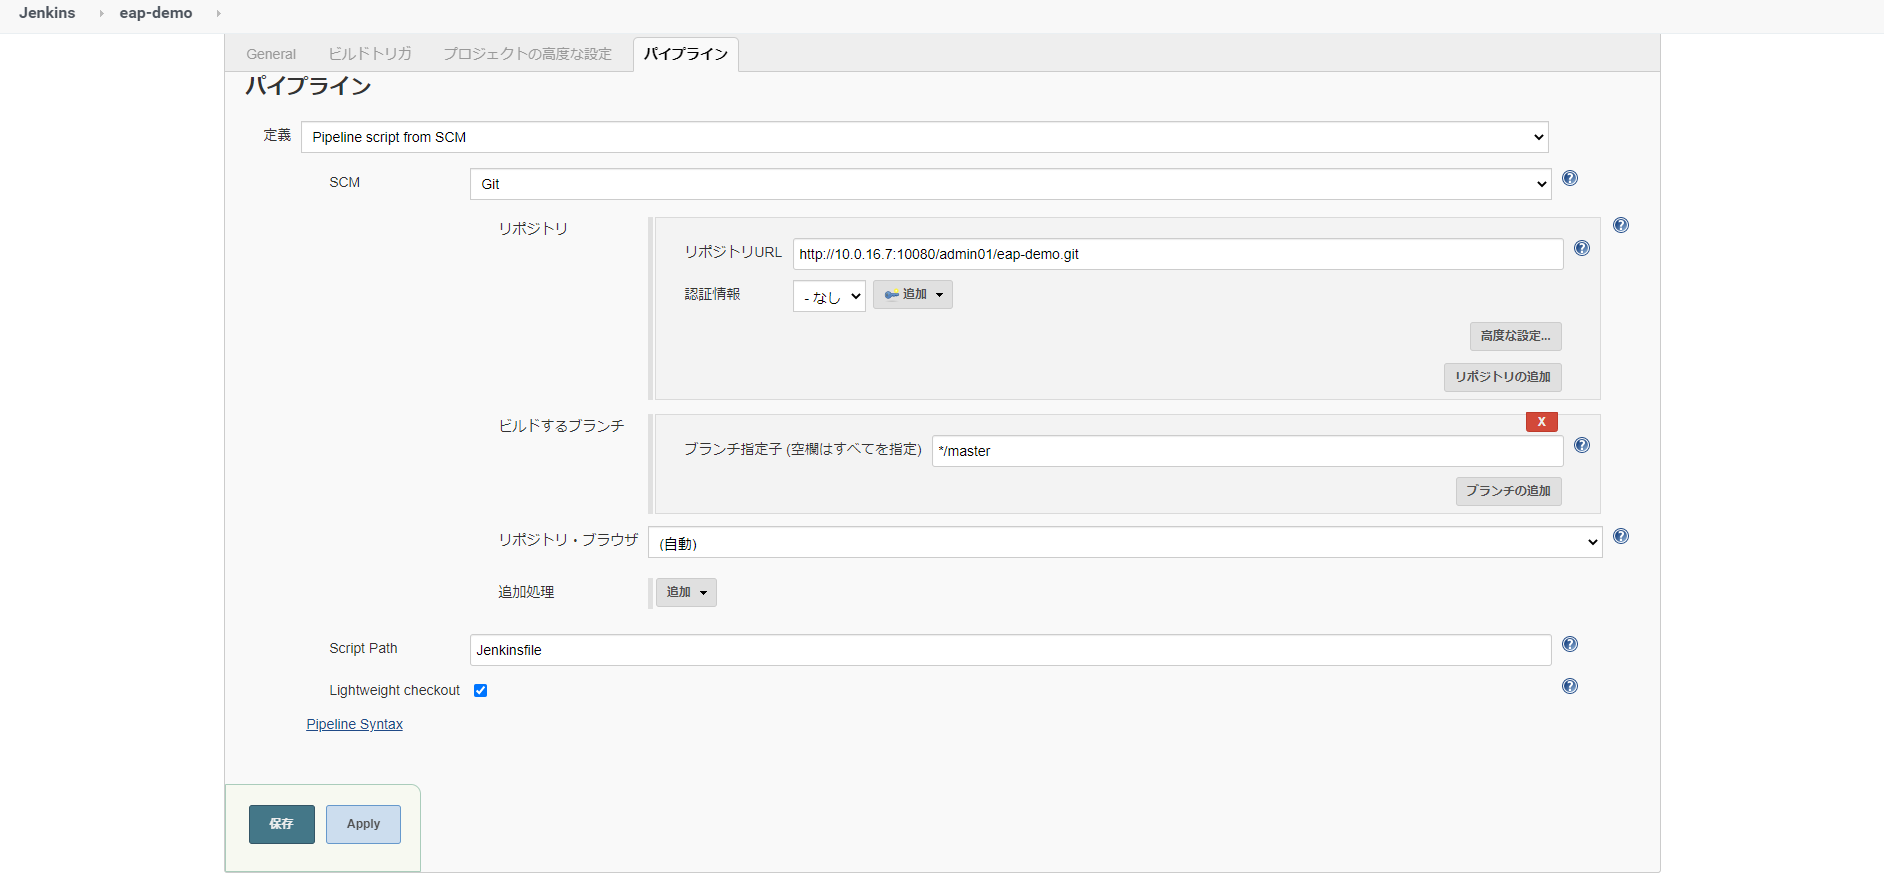 Jenkins eap-demo
General ビルドトリガ プロジェクトの高度な設定 パイプライン
パイプライン
定義 Pipeline script from SCM
SCM Git
リポジトリ
リポジトリURL http://10.0.16.7:10080/admin01/eap-demo.git
認証情報 - なし 追加
高度な設定...
リポジトリの追加
ビルドするブランチ
X
ブランチ指定子 (空欄はすべてを指定) */master
ブランチの追加
リポジトリ・ブラウザ (自動)
追加処理 追加
Script Path Jenkinsfile
Lightweight checkout
Pipeline Syntax
保存 Apply